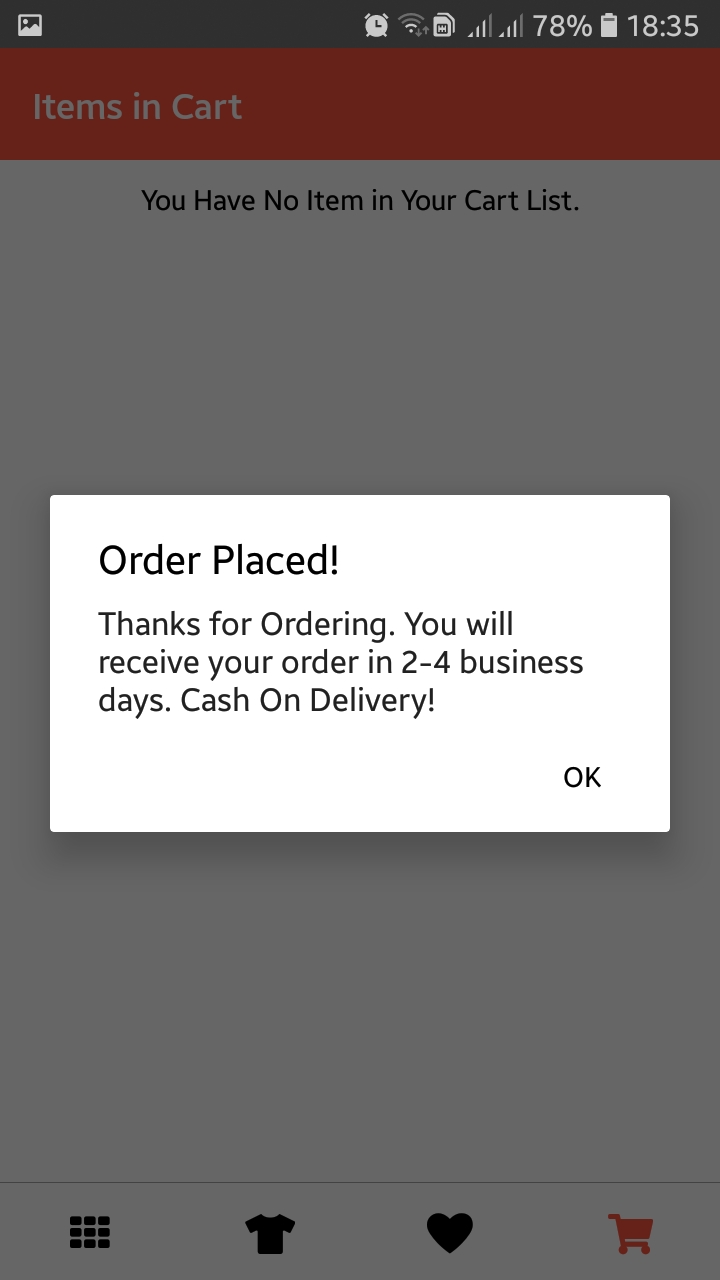 78% 18:35
Items in Cart
You Have No Item in Your Cart List.
Order Placed!
Thanks for Ordering. You will
receive your order in 2-4 business
days. Cash On Delivery!
OK